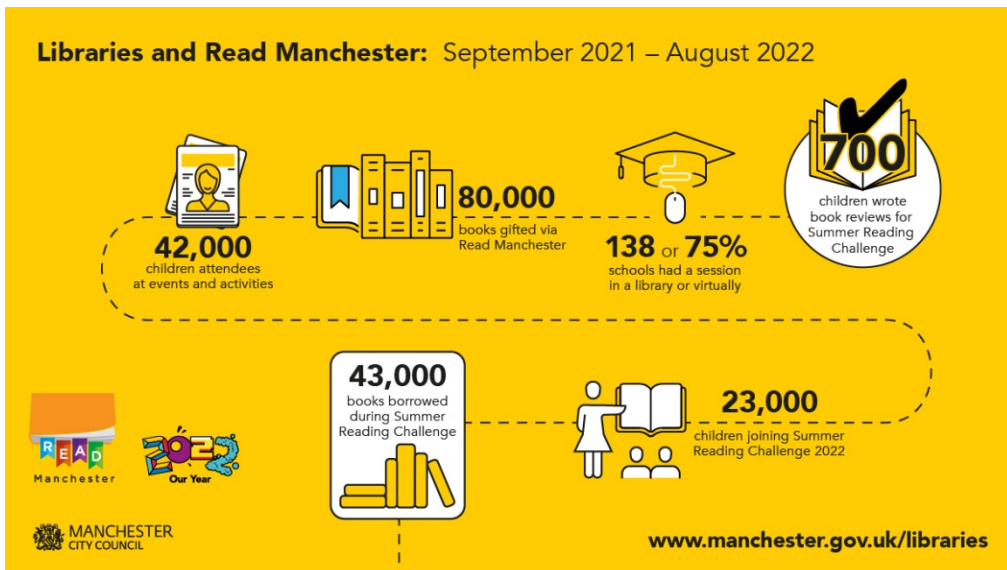 Libraries and Read Manchester: September 2021 – August 2022
42,000
children attendees
at events and activities
80,000
books gifted via
Read Manchester
138 or 75%
schools had a session
in a library or virtually
700
children wrote
book reviews for
Summer Reading
Challenge
43,000
books borrowed
during Summer
Reading Challenge
23,000
children joining Summer
Reading Challenge 2022
READ
Manchester
2022
Our Year
MANCHESTER
CITY COUNCIL
www.manchester.gov.uk/libraries